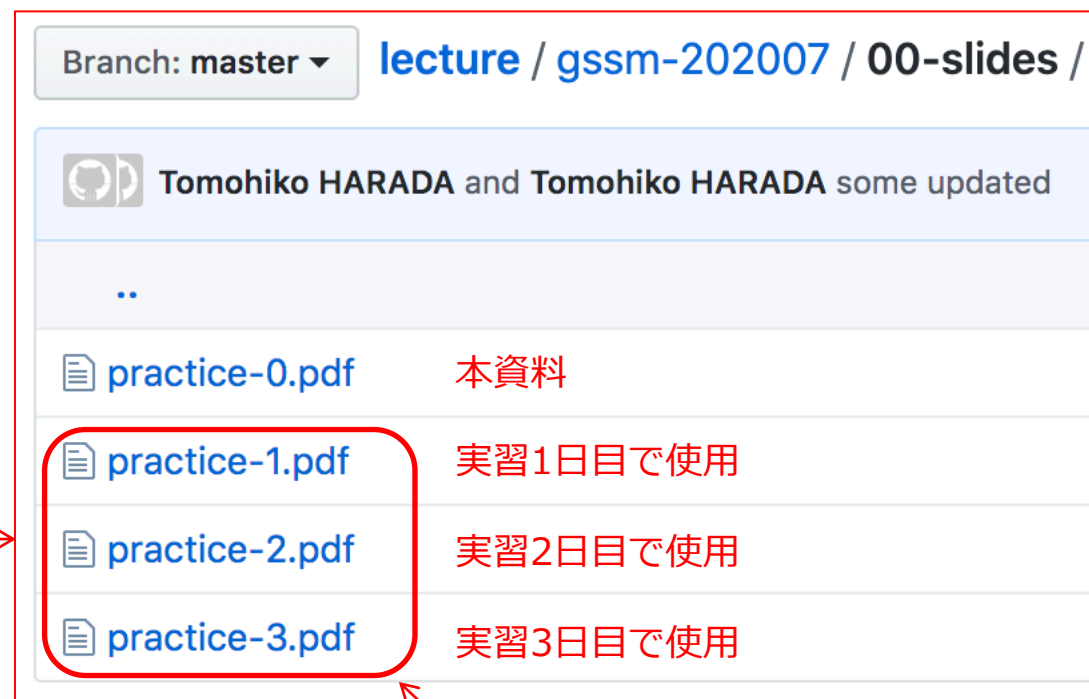 Branch: master lecture / gssm-202007 / 00-slides /
Tomohiko HARADA and Tomohiko HARADA some updated
..
practice-0.pdf 本資料
practice-1.pdf 実習1日目で使用
practice-2.pdf 実習2日目で使用
practice-3.pdf 実習3日目で使用